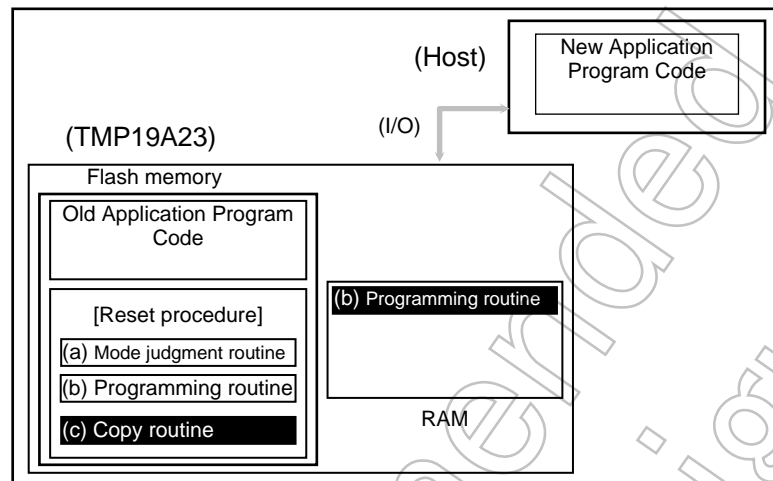 (Host)
New Application
Program Code
(I/O)
(TMP19A23)
Flash memory
Old Application Program
Code
[Reset procedure]
(a) Mode judgment routine
(b) Programming routine
(c) Copy routine
(b) Programming routine
RAM